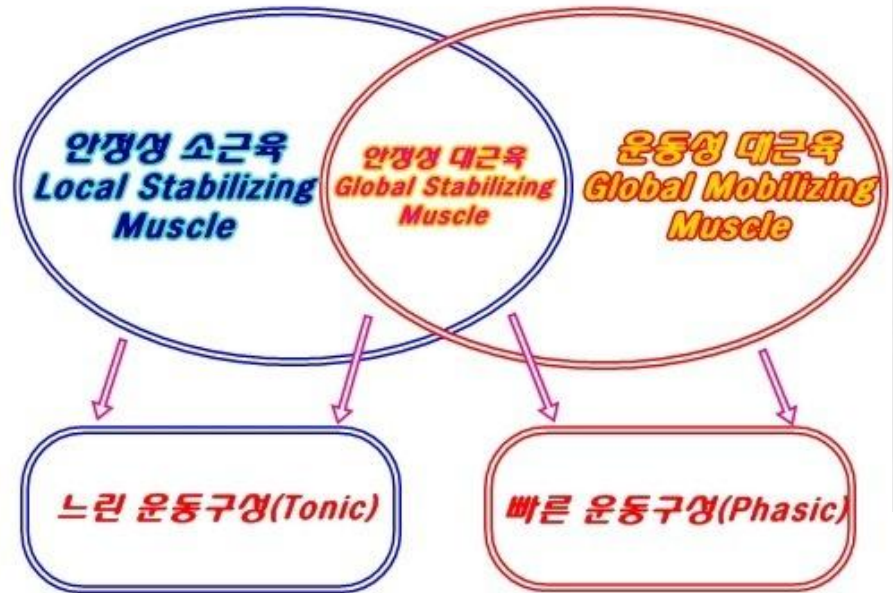 안정성 소근육
Local Stabilizing
Muscle
안정성 대근육
Global Stabilizing
Muscle
운동성 대근육
Global Mobilizing
Muscle
느린 운동구성(Tonic)
빠른 운동구성(Phasic)